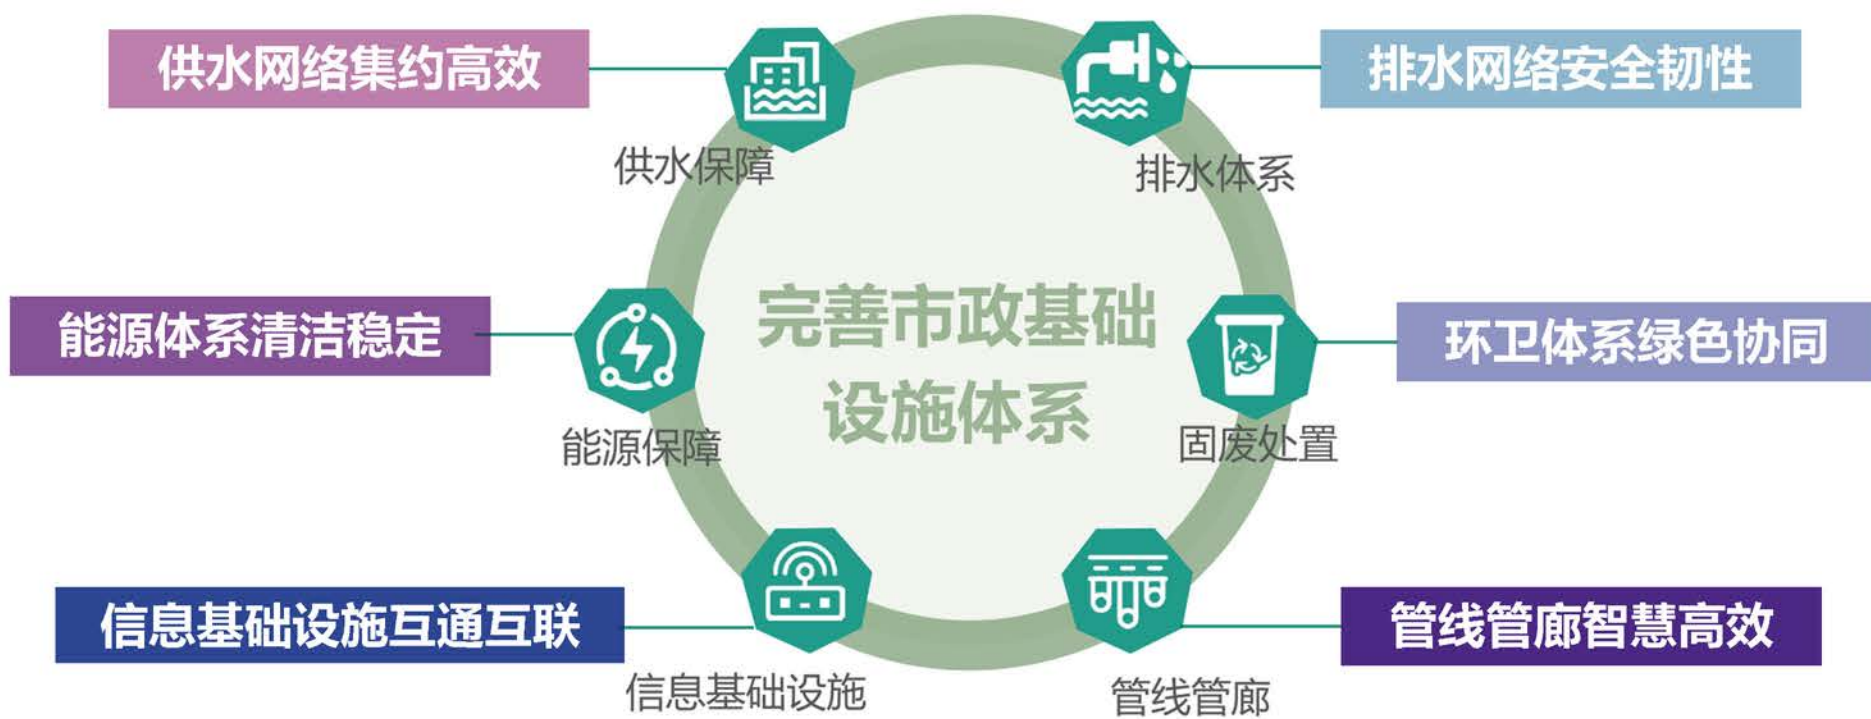 供水网络集约高效
排水网络安全韧性
供水保障
排水体系
完善市政基础
设施体系
能源体系清洁稳定
环卫体系绿色协同
能源保障
固废处置
信息基础设施互通互联
管线管廊智慧高效
信息基础设施
管线管廊